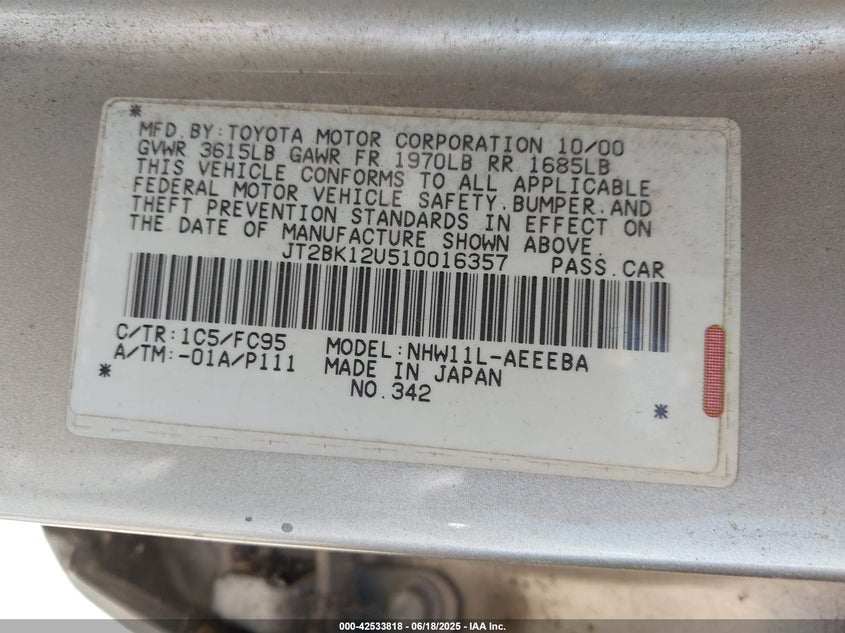 MFD.BY:TOYOTA MOTOR CORPORATION 10/00
GVWR 3615LB GAWR FR 1970LB RR 1685LB
THIS VEHICLE CONFORMS TO ALL APPLICABLE
FEDERAL MOTOR VEHICLE SAFETY,BUMPER,AND
THEFT PREVENTION STANDARDS IN EFFECT ON
THE DATE OF MANUFACTURE SHOWN ABOVE.
JT2BK12U510016357 PASS.CAR
C/TR:1C5/FC95 MODEL:NHW11L-AEEEBA
A/TM:-01A/P111 MADE IN JAPAN
NO.342
000-42533818 - 06/18/2025 - IAA Inc.